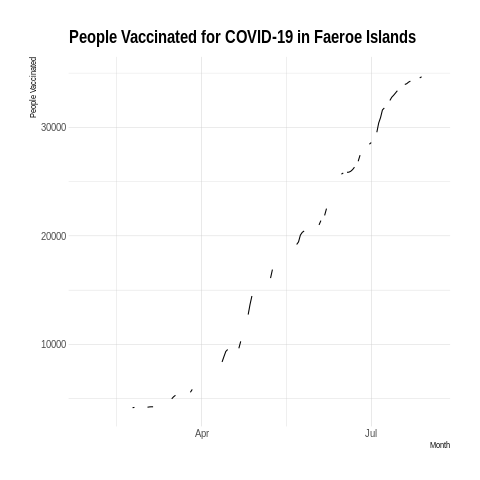 People Vaccinated for COVID-19 in Faeroe Islands
People Vaccinated
30000
20000
10000
Apr
Jul
Month